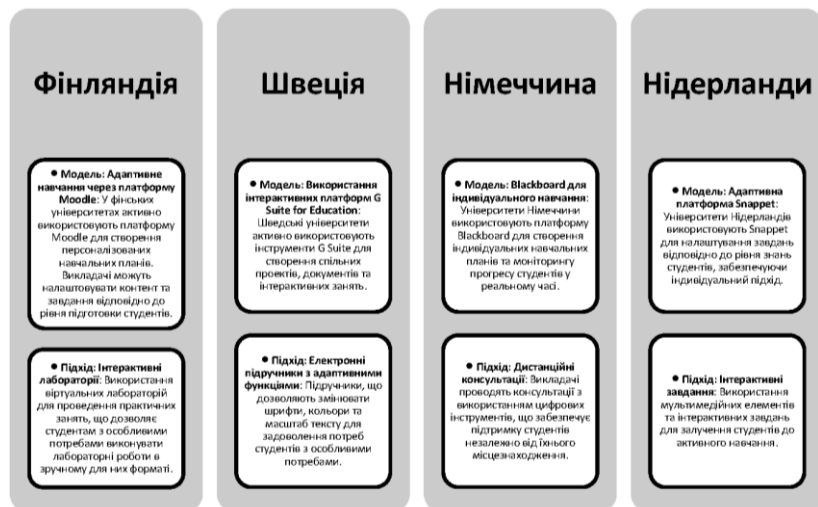 Фінляндія
• Модель: Адаптивне
навчання через платформу
Moodle: У фінських
університетах активно
використовують платформу
Moodle для створення
персоналізованих
навчальних планів.
Викладачі можуть
налаштовувати контент та
завдання відповідно до
рівня підготовки студентів.
• Підхід: Інтерактивні
лабораторії: Використання
віртуальних лабораторій
для проведення практичних
занять, що дозволяє
студентам з особливими
потребами виконувати
лабораторні роботи в
зручному для них форматі.
Швеція
• Модель: Використання
інтерактивних платформ G
Suite for Education:
Шведські університети
активно використовують
інструменти G Suite для
створення спільних
проектів, документів та
інтерактивних занять.
• Підхід: Електронні
підручники з адаптивними
функціями: Підручники, що
дозволяють змінювати
шрифти, кольори та
масштаб тексту для
задоволення потреб
студентів з особливими
потребами.
Німеччина
• Модель: Blackboard для
індивідуального навчання:
Університети Німеччини
використовують платформу
Blackboard для створення
індивідуальних навчальних
планів та моніторингу
прогресу студентів у
реальному часі.
• Підхід: Дистанційні
консультації: Викладачі
проводять консультації з
використанням цифрових
інструментів, що забезпечує
підтримку студентів
незалежно від їхнього
місцезнаходження.
Нідерланди
• Модель: Адаптивна
платформа Snappet:
Університети Нідерландів
використовують Snappet
для налаштування завдань
відповідно до рівня знань
студентів, забезпечуючи
індивідуальний підхід.
• Підхід: Інтерактивні
завдання: Використання
мультимедійних елементів
та інтерактивних завдань
для залучення студентів до
активного навчання.